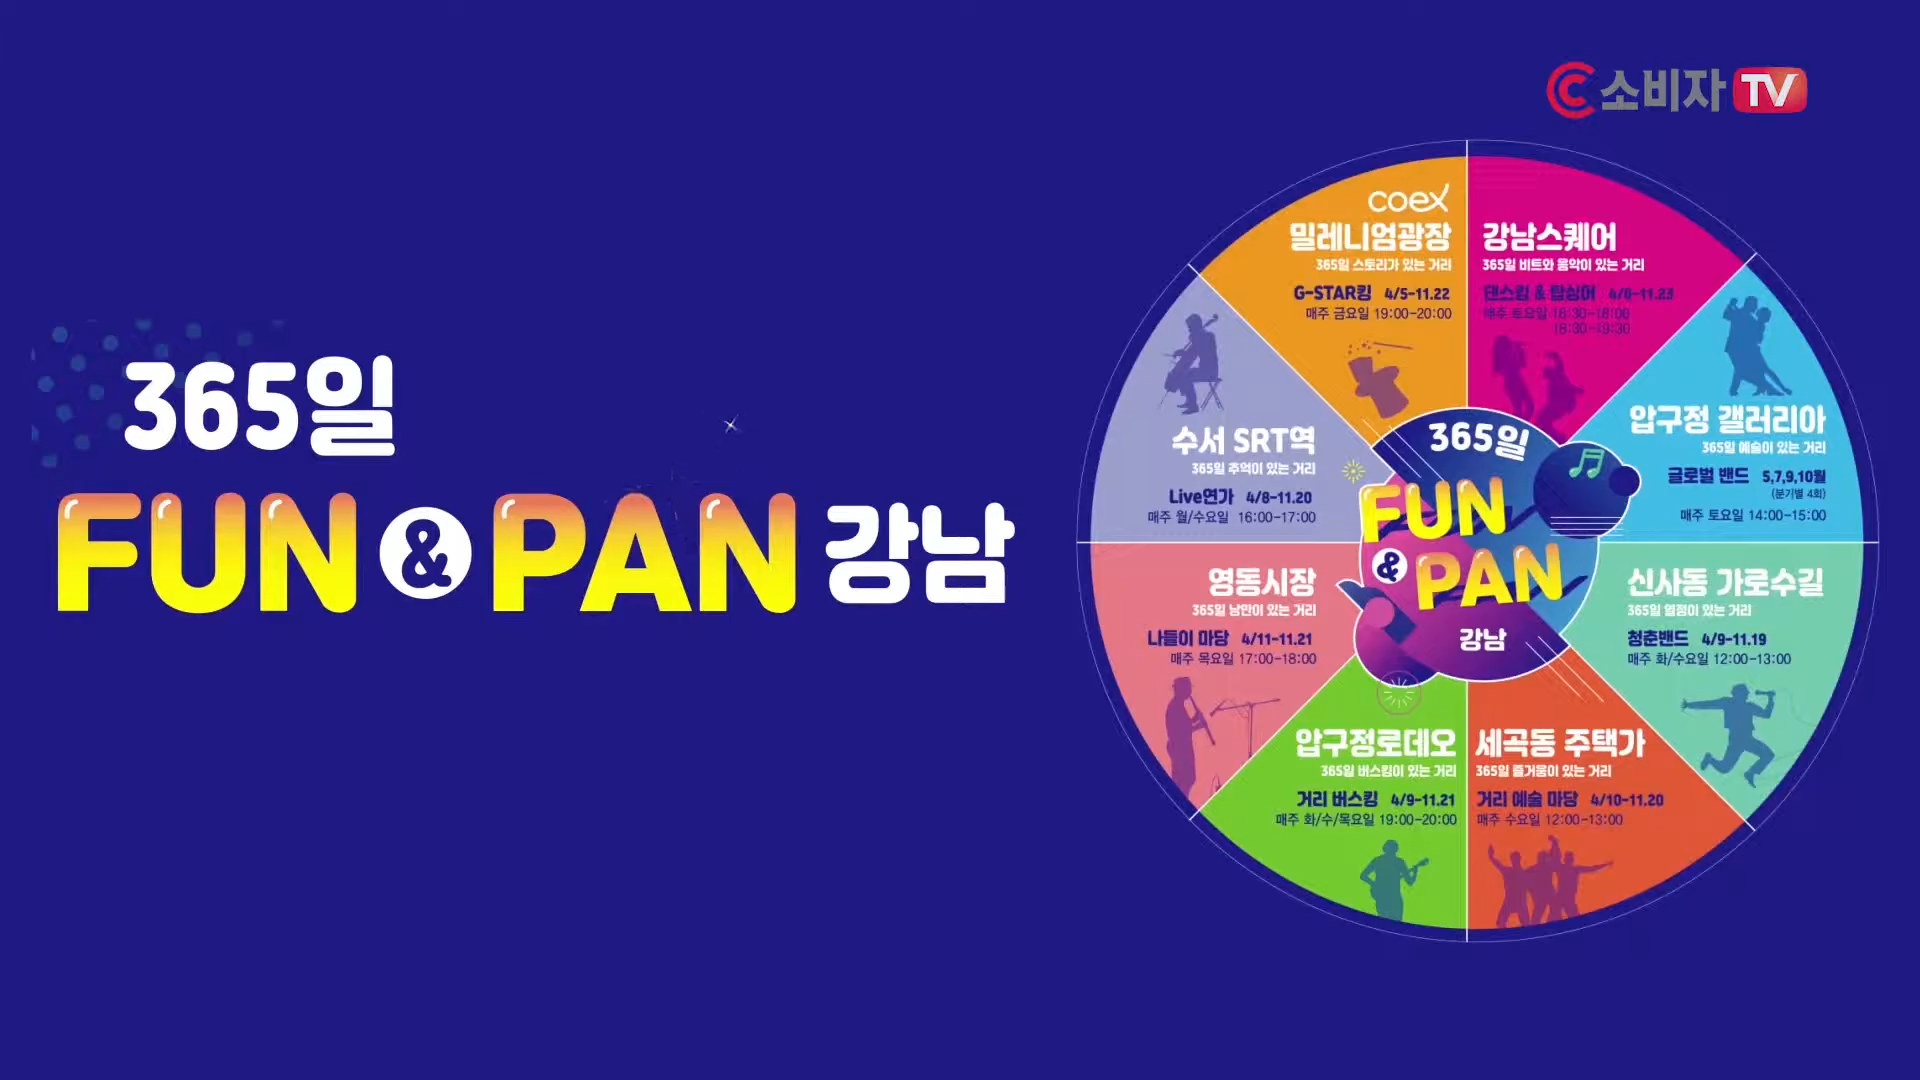 소비자 TV
365일
FUN & PAN 강남
coex
밀레니엄광장
365일 스토리가 있는 거리
G-STAR킹 4/5-11.22
매주 금요일 19:00-20:00
강남스퀘어
365일 비트와 음악이 있는 거리
댄스킹 & 탑싱어 4/6-11.23
매주 토요일 16:30-18:00
18:30-19:30
압구정 갤러리아
365일 예술이 있는 거리
글로벌 밴드 5,7,9,10월
(분기별 4회)
매주 토요일 14:00-15:00
신사동 가로수길
365일 열정이 있는 거리
청춘밴드 4/9-11.19
매주 화/수요일 12:00-13:00
세곡동 주택가
365일 즐거움이 있는 거리
거리 예술 마당 4/10-11.20
매주 수요일 12:00-13:00
압구정로데오
365일 버스킹이 있는 거리
거리 버스킹 4/9-11.21
매주 화/수/목요일 19:00-20:00
영동시장
365일 낭만이 있는 거리
나들이 마당 4/11-11.21
매주 목요일 17:00-18:00
수서 SRT역
365일 추억이 있는 거리
Live연가 4/8-11.20
매주 월/수요일 16:00-17:00
365일
FUN
& PAN
강남